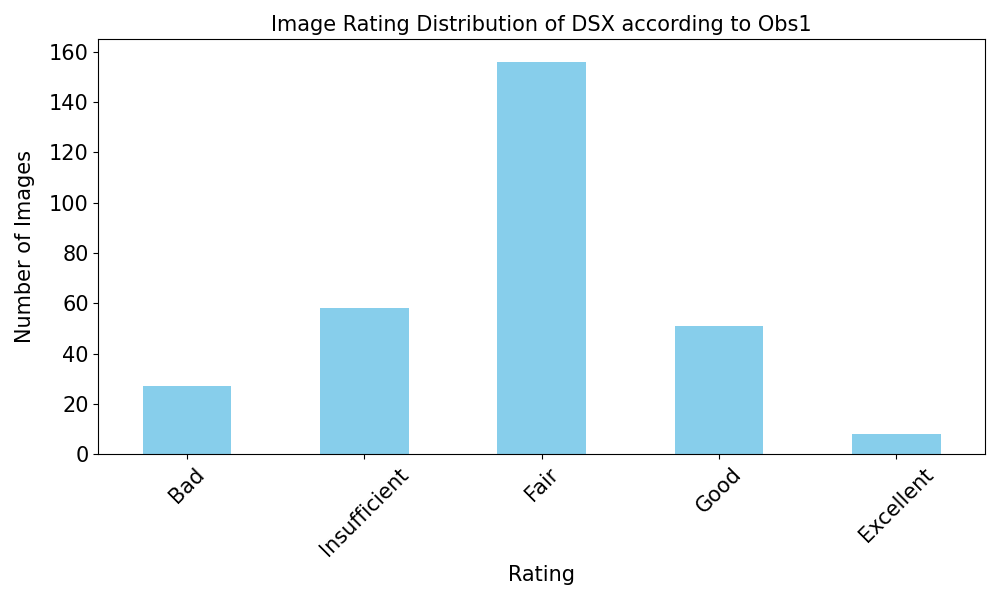 Image Rating Distribution of DSX according to Obs1
160
140
120
100
80
60
40
20
0
Number of Images
Bad
Insufficient
Fair
Good
Excellent
Rating